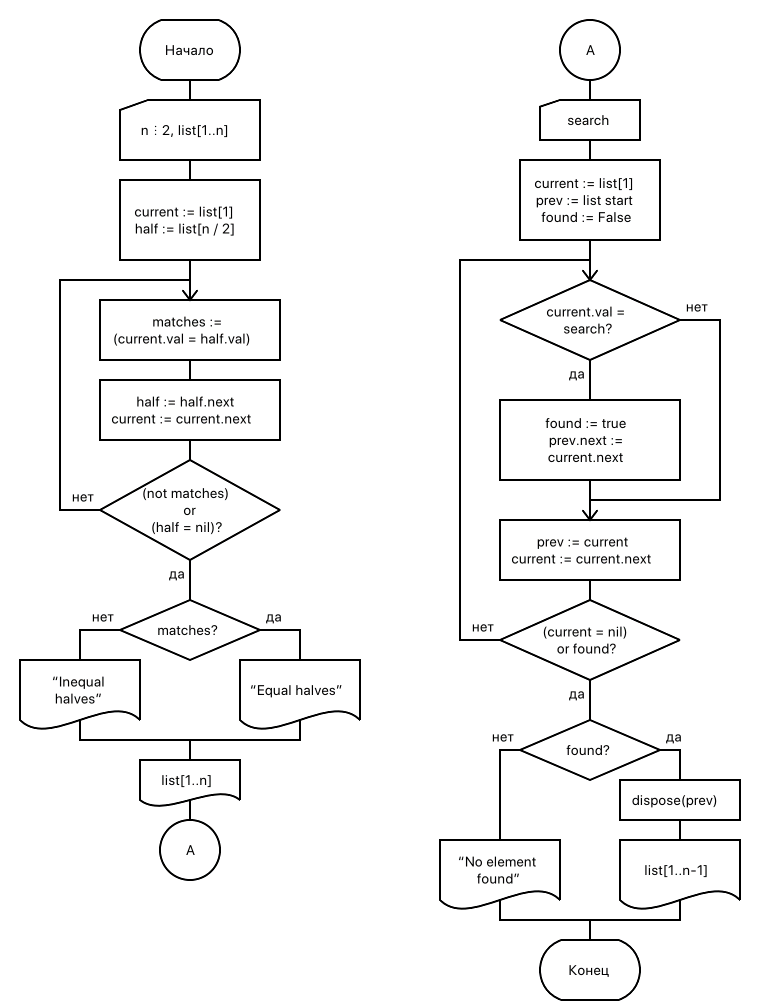 Начало
n ⋮ 2, list[1..n]
current := list[1]
half := list[n / 2]
matches :=
(current.val = half.val)
half := half.next
current := current.next
(not matches)
or
(half = nil)?
нет
да
matches?
нет
да
“Inequal
halves”
“Equal halves”
list[1..n]
A
A
search
current := list[1]
prev := list start
found := False
current.val =
search?
нет
да
found := true
prev.next :=
current.next
prev := current
current := current.next
(current = nil)
or found?
нет
да
found?
нет
да
dispose(prev)
“No element
found”
list[1..n-1]
Конец